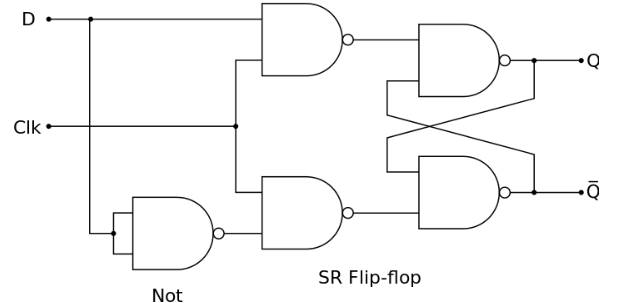 D
Q
Clk
Q̅
SR Flip-flop
Not